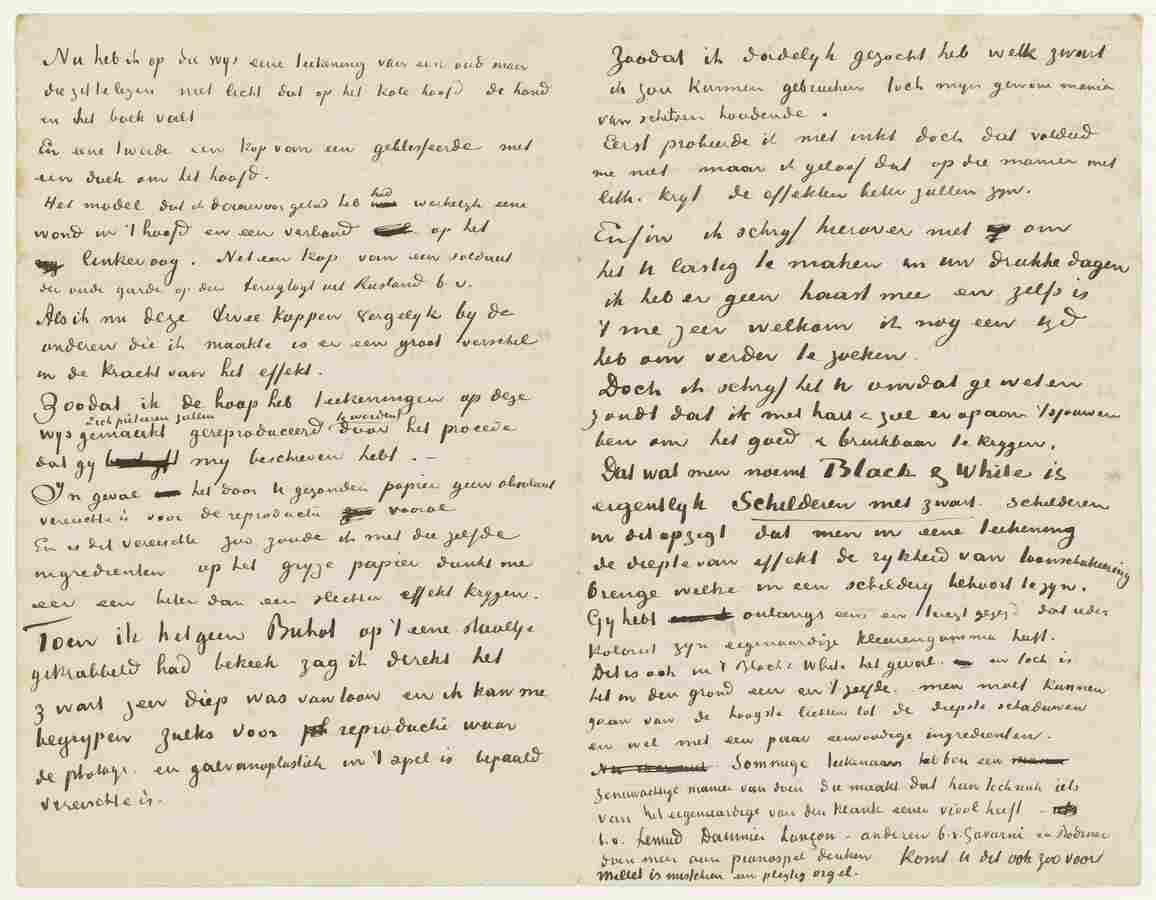 Nu heb ik op die wys eene teekening van een oud man
die zit te lezen met licht dat op het kale hoofd de hand
en het boek valt
En eene tweede een Kop van een geblesseerde met
een doek om het hoofd.
Het model dat ik daarvoor gehad heb had werkelyk eene
wond in 't hoofd en een verband op het
linkeroog. Net een Kop van een soldaat
der oude garde op den terugtogt uit Rusland b.v.
Als ik nu deze twee Koppen vergelyk by de
anderen die ik maakte is er een groot verschil
in de Kracht van het effekt.
Zoodat ik de hoop heb teekeningen op deze
zich zullen te worden
wys gemaakt gereproduceerd door het procede
dat gy my beschreven hebt. –
In geval het door U gezonden papier geen absoluut
vereischte is voor de reproductie vooral
En is dit vereischte zoo zoude ik met die zelfde
ingredienten op het gryze papier dunkt me
eer een beter dan een slechter effekt krygen.
Toen ik hetgeen Buhot op 't eene staaltje
gekrabbeld had bekeek zag ik direkt het
zwart zeer diep was van toon en ik kan me
begrypen zulks voor reproductie waar
de photogr. en galvanoplastiek in 't spel is bepaald
vereischte is.
Zoodat ik dadelyk gezocht heb welk zwart
ik zou kunnen gebruiken toch myn gewone manier
van schetsen houdende.
Eerst probeerde ik met inkt doch dat voldeed
me niet maar ik geloof dat op die manier met
lith. kryt de effekten beter zullen zyn.
Enfin ik schryf hierover niet om
het U lastig te maken in uw drukke dagen
ik heb er geen haast mee en zelfs is
't me zeer welkom ik nog een tyd
heb om verder te zoeken.
Doch ik schryf het U omdat ge weten
zoudt dat ik met hart & ziel er op aan 't sjouwen
ben om het goed & bruikbaar te krygen.
Dat wat men noemt Black & White is
eigentlyk Schilderen met zwart. schilderen
in dit opzigt dat men in eene teekening
de diepte van effekt de rykheid van toonschakeering
brenge welke in een schildery behoort te zyn.
Gy hebt onlangs eens en teregt gezegd dat ieder
Kolorist zyn eigenaardige kleurengamma heeft.
Dit is ook in 't Black & White het geval. en toch is
het in den grond een en 't zelfde. men moet kunnen
gaan van de hoogste lichten tot de diepste schaduwen
en wel met een paar eenvoudige ingredienten.
Sommige teekenaars hebben een
zenuwachtige manier van doen die maakt dat hun techniek iets
van het eigenaardige van den klank eener viool heeft –
b.v. Lemud Daumier Lançon – anderen b.v. Gavarni en Bodmer
doen meer aan pianospel denken Komt U dit ook zoo voor
Millet is misschien een plegtig orgel.